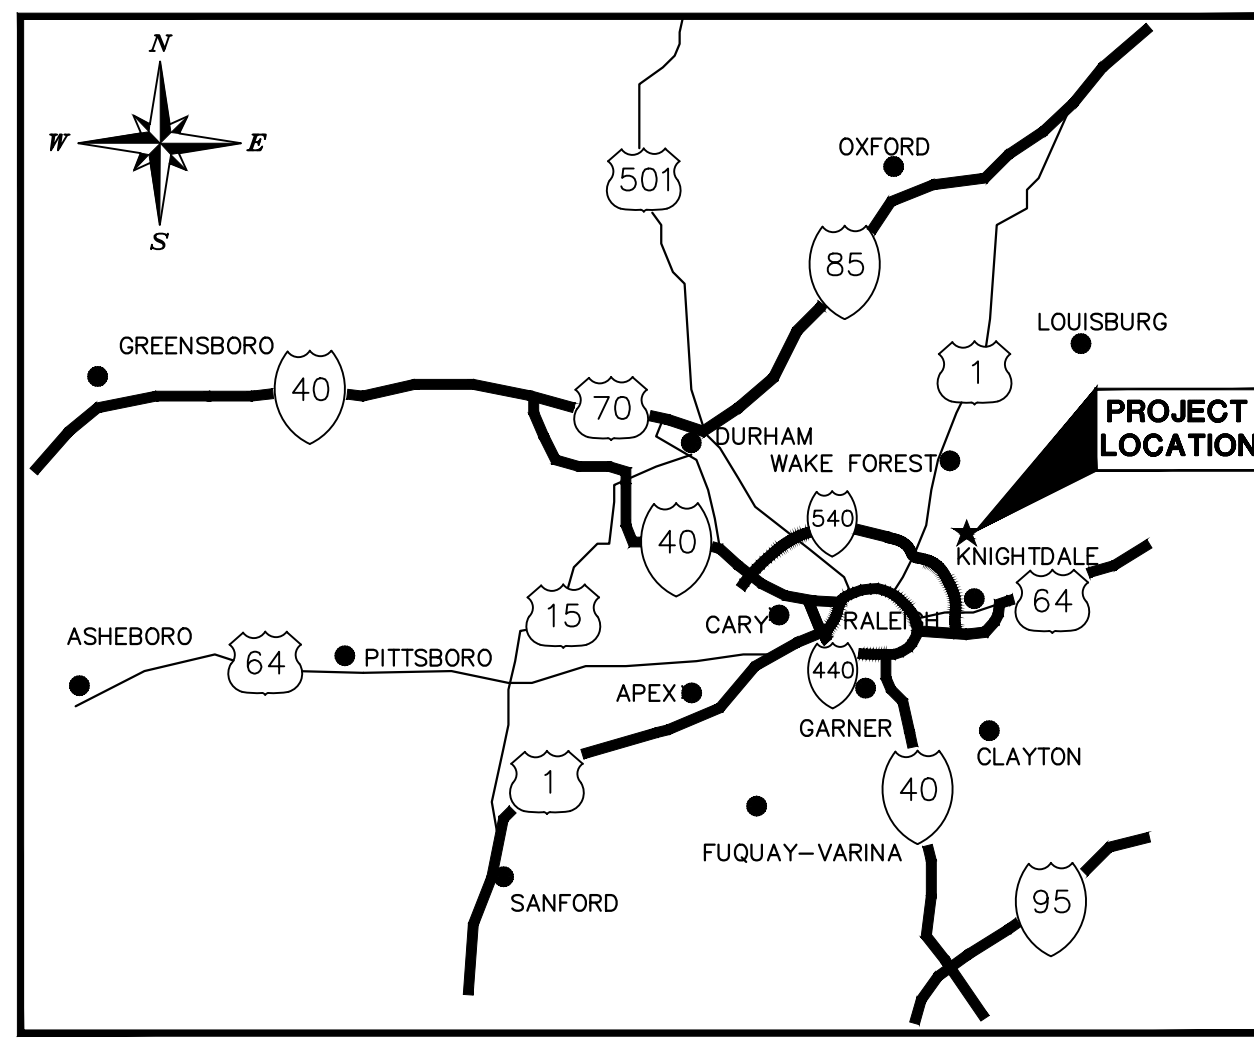 N
W
E
S
501
OXFORD
85
LOUISBURG
GREENSBORO
1
40
70
PROJECT
LOCATION
DURHAM
WAKE FOREST
540
40
KNIGHTDALE
64
15
CARY
RALEIGH
ASHEBORO
64
PITTSBORO
440
APEX
GARNER
CLAYTON
1
40
FUQUAY-VARINA
95
SANFORD